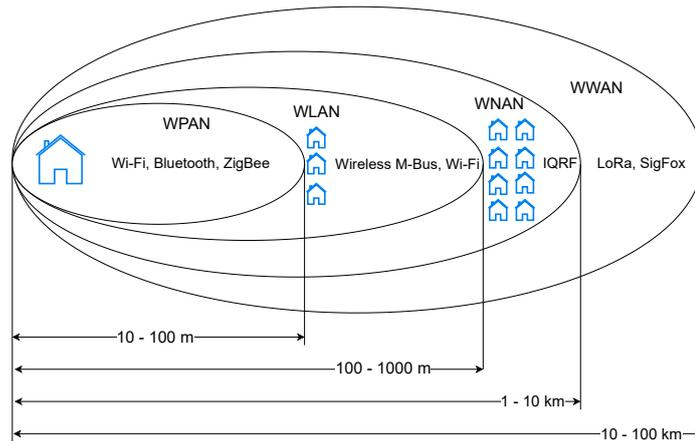 WWAN
WNAN
WLAN
WPAN
Wi-Fi, Bluetooth, ZigBee
Wireless M-Bus, Wi-Fi
IQRF
LoRa, SigFox
10 - 100 m
100 - 1000 m
1 - 10 km
10 - 100 km